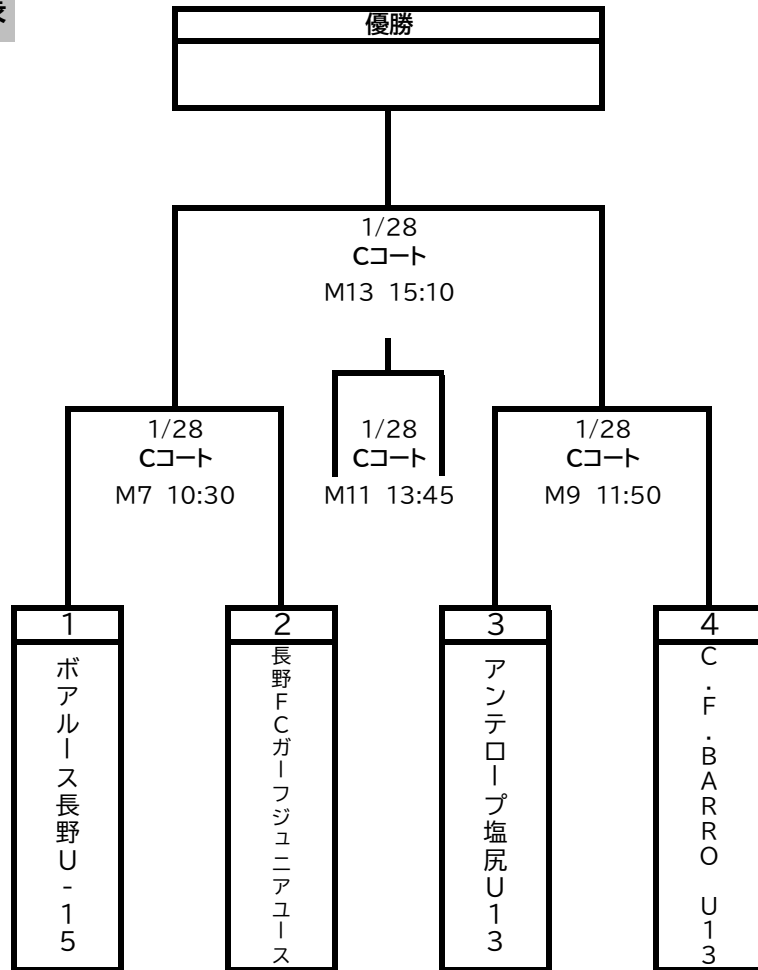 優勝
1/28
Cコート
M13 15:10
1/28
Cコート
M7 10:30
1/28
Cコート
M11 13:45
1/28
Cコート
M9 11:50
1
2
3
4
ボアルース長野U-15
長野FCガーフジュニアユース
アンテロープ塩尻U13
C.F.BARRO U13